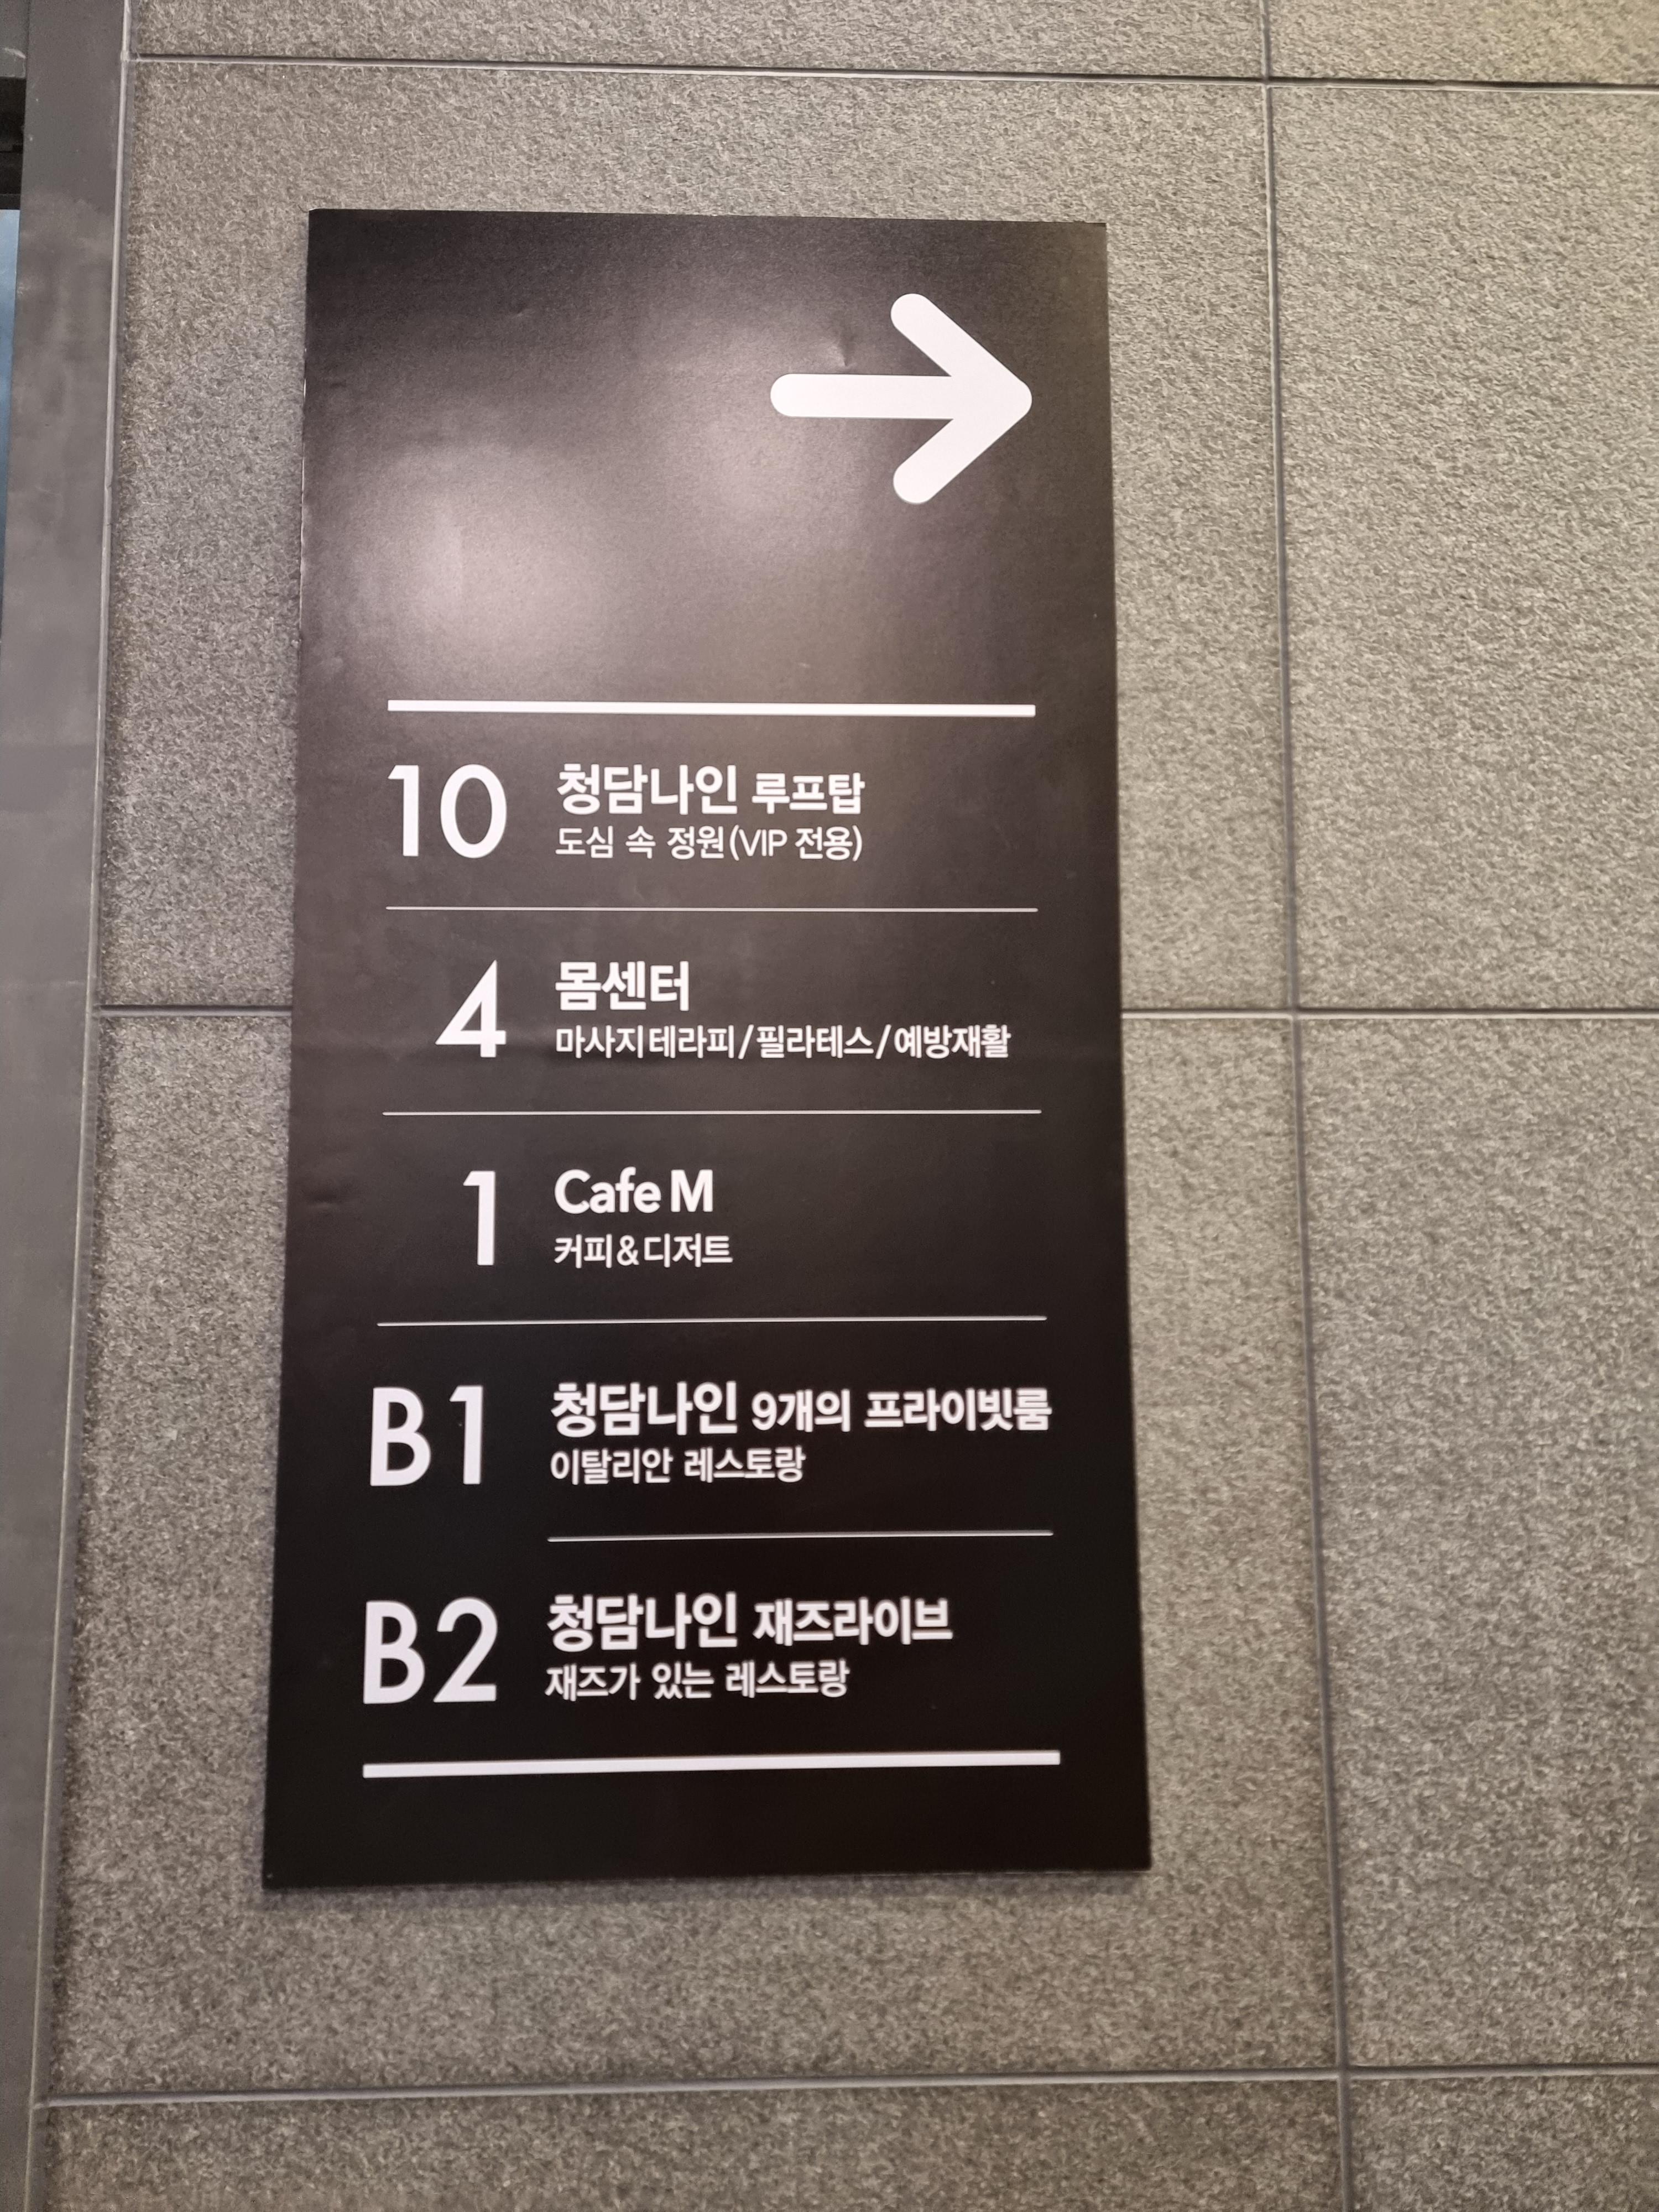 10 청담나인 루프탑
도심 속 정원(VIP 전용)
4 몸센터
마사지테라피/필라테스/예방재활
1 Cafe M
커피&디저트
B1 청담나인 9개의 프라이빗룸
이탈리안 레스토랑
B2 청담나인 재즈라이브
재즈가 있는 레스토랑